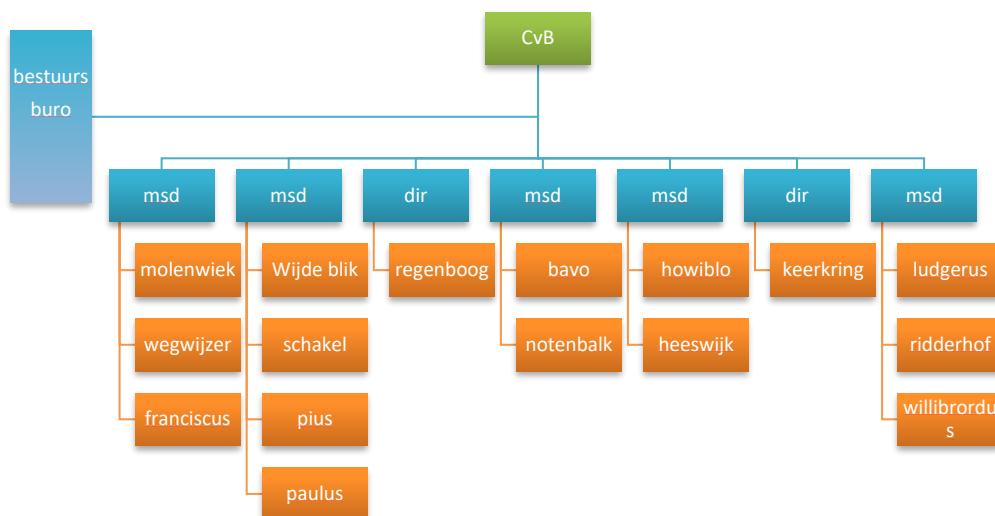 CvB
bestuurs
buro
msd
msd
dir
msd
msd
dir
msd
molenwiek
Wijde blik
regenboog
bavo
howiblo
keerkring
ludgerus
wegwijzer
schakel
notenbalk
heeswijk
ridderhof
franciscus
pius
willibrordu
s
paulus